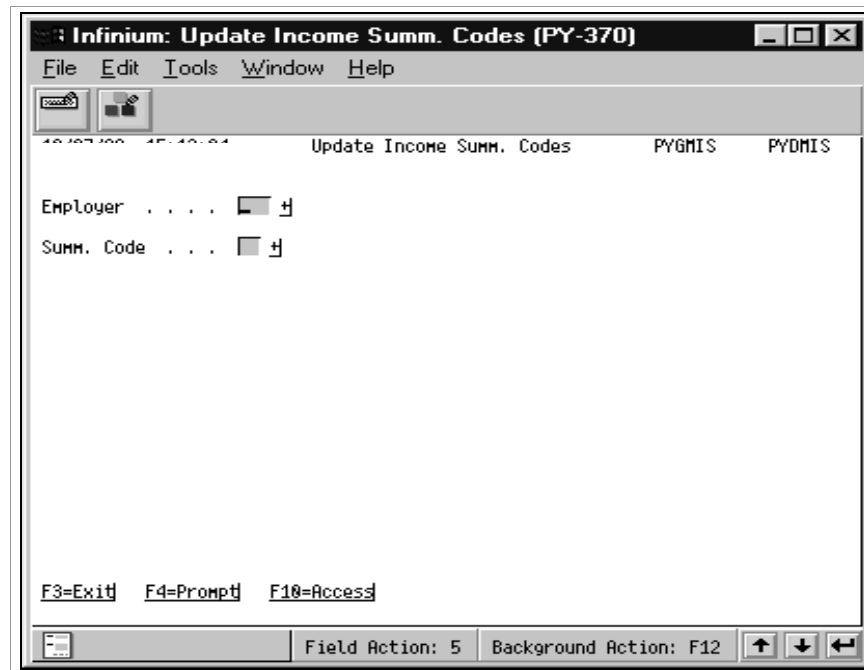 Infinium: Update Income Summ. Codes (PY-370)
File Edit Tools Window Help
Update Income Summ. Codes PYGMIS PYDMIS
Employer . . . .
Summ. Code . . .
F3=Exit F4=Prompt F10=Access
Field Action: 5 Background Action: F12